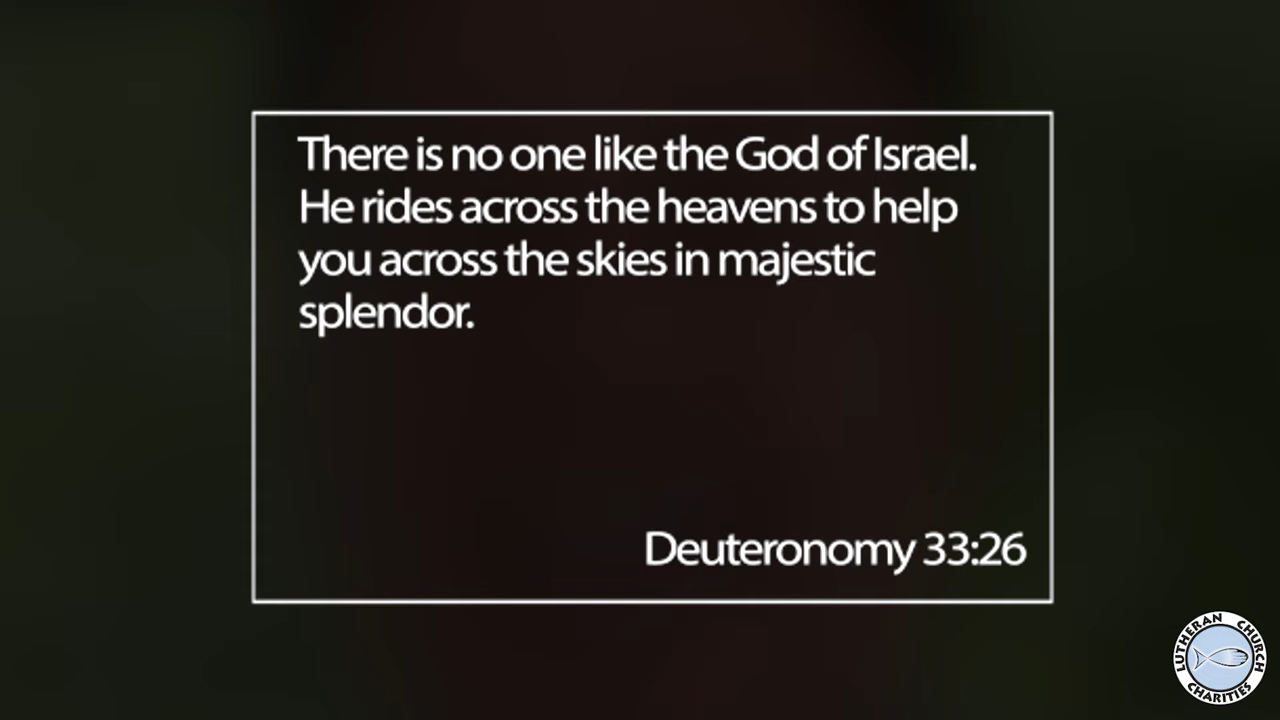 There is no one like the God of Israel.
He rides across the heavens to help
you across the skies in majestic
splendor.
Deuteronomy 33:26
LUTHERAN CHURCH
CHARITIES